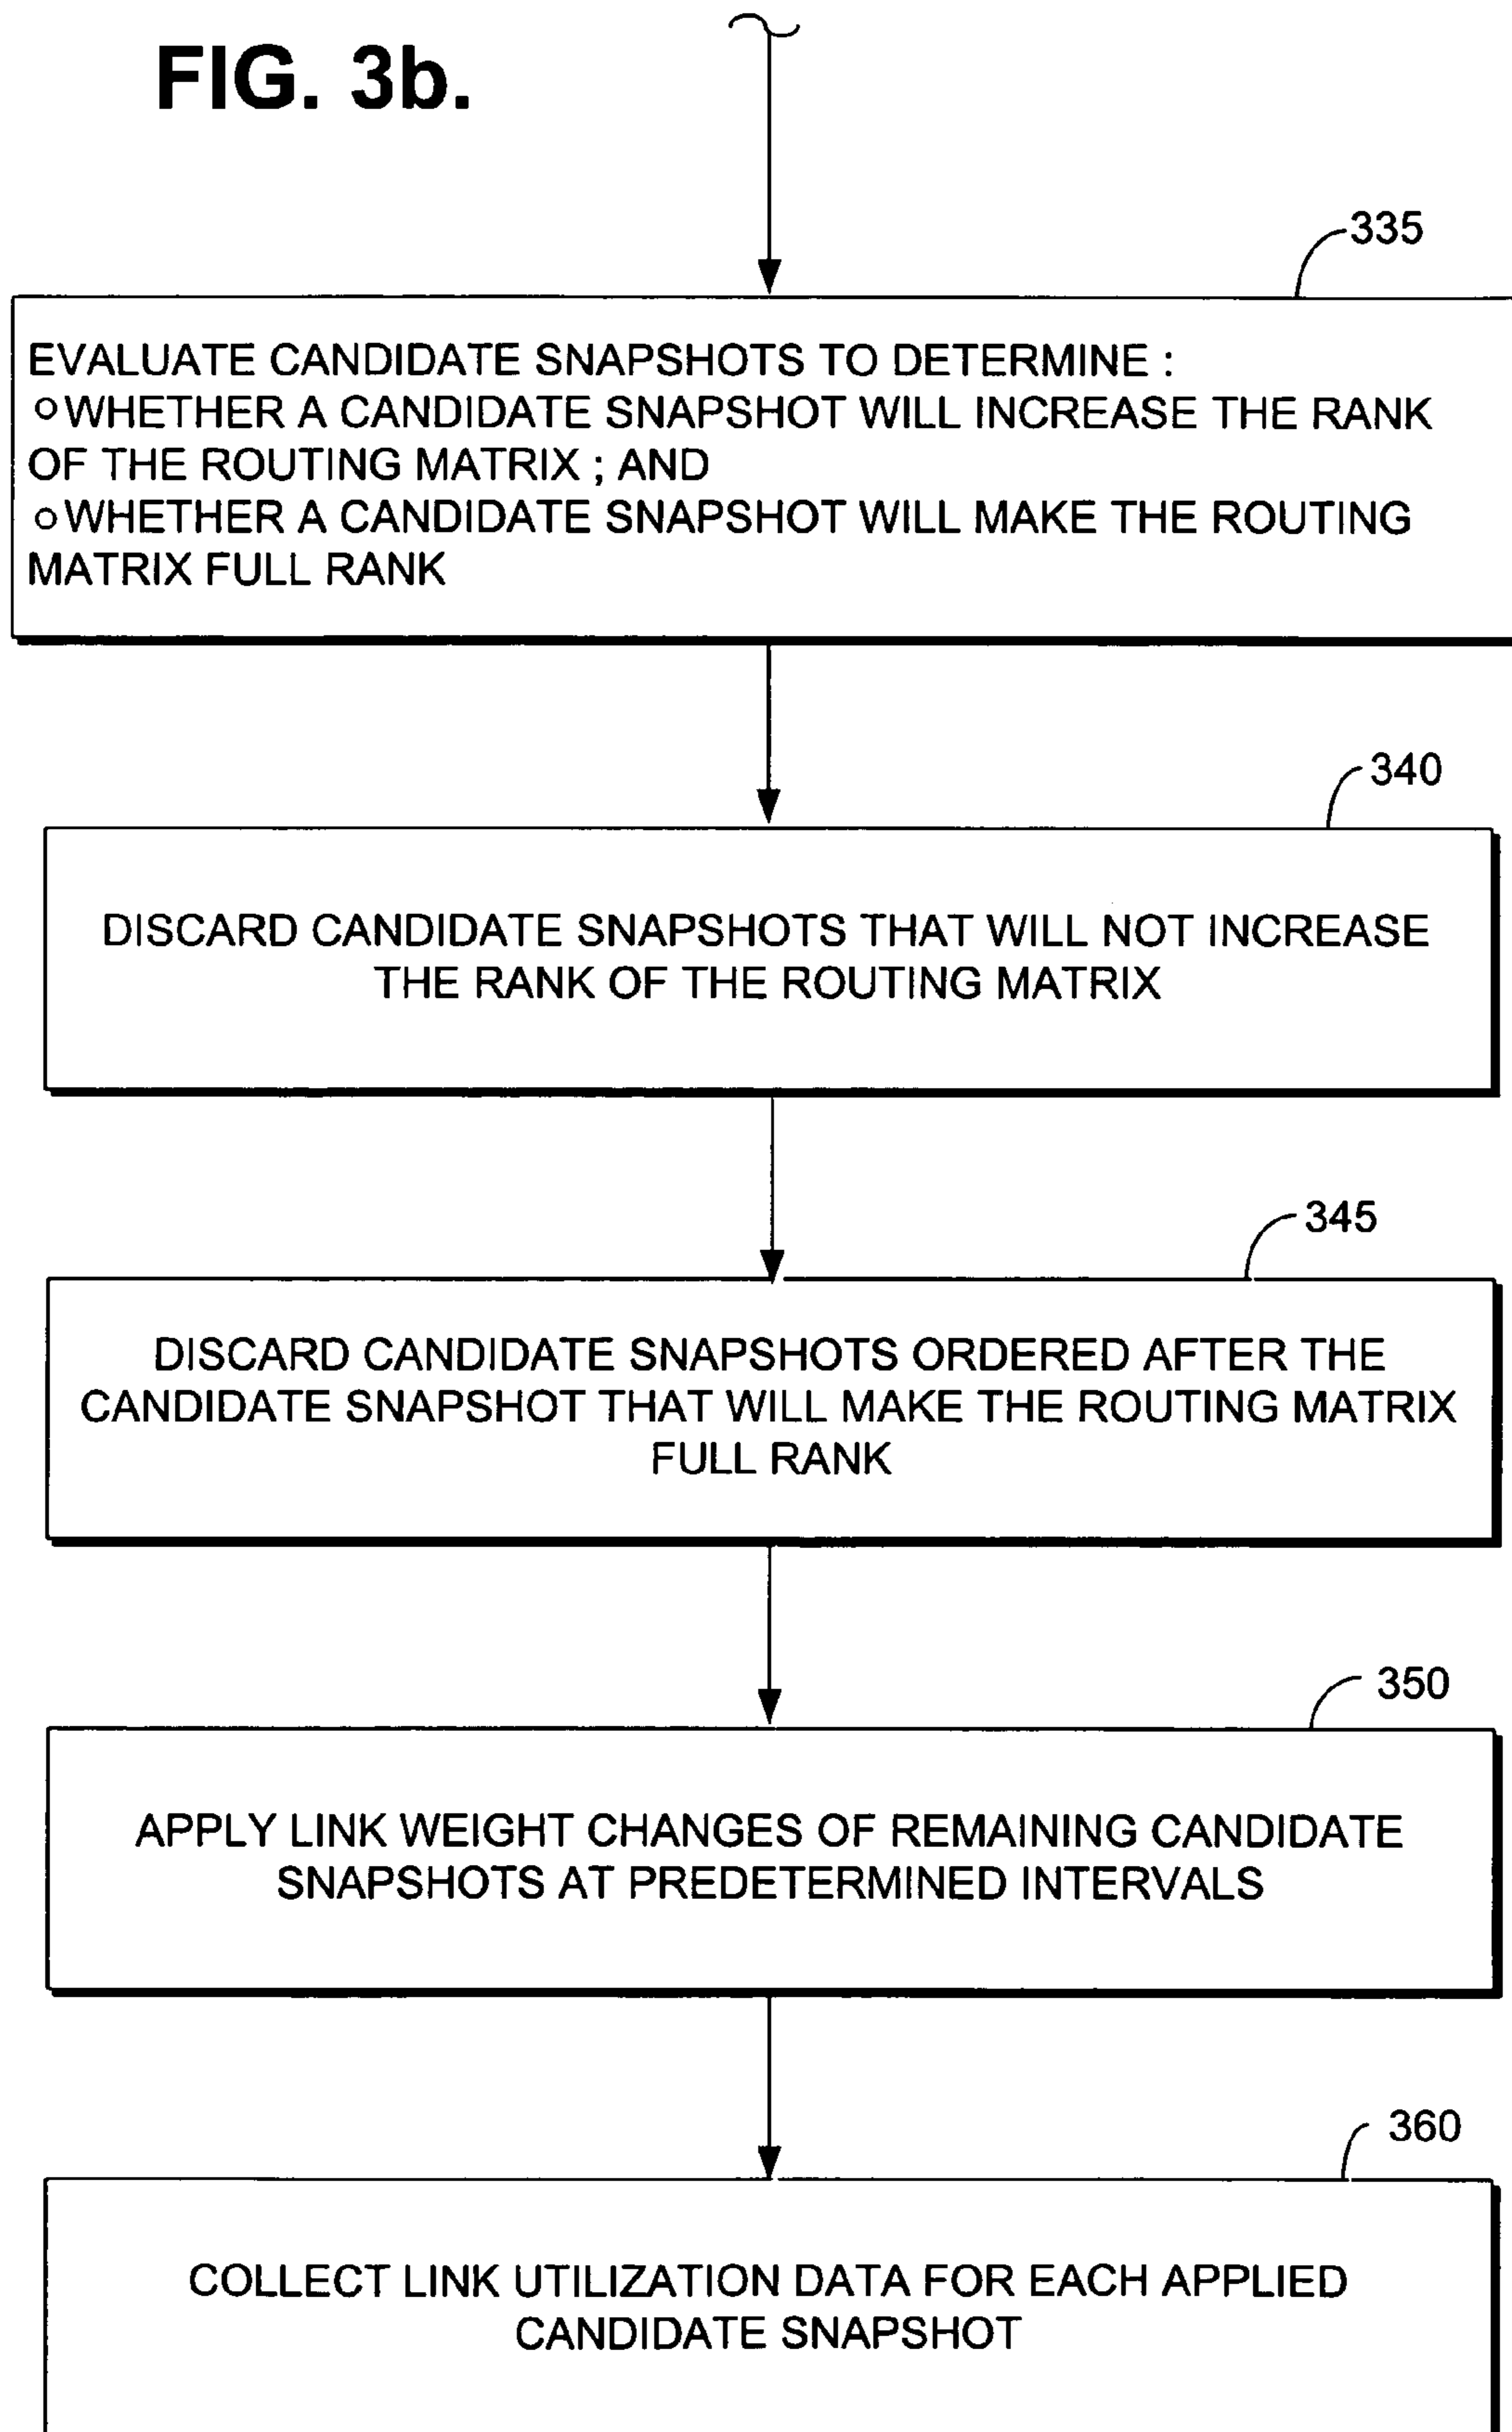 FIG. 3b.
335
EVALUATE CANDIDATE SNAPSHOTS TO DETERMINE :
○ WHETHER A CANDIDATE SNAPSHOT WILL INCREASE THE RANK
OF THE ROUTING MATRIX ; AND
○ WHETHER A CANDIDATE SNAPSHOT WILL MAKE THE ROUTING
MATRIX FULL RANK
340
DISCARD CANDIDATE SNAPSHOTS THAT WILL NOT INCREASE
THE RANK OF THE ROUTING MATRIX
345
DISCARD CANDIDATE SNAPSHOTS ORDERED AFTER THE
CANDIDATE SNAPSHOT THAT WILL MAKE THE ROUTING MATRIX
FULL RANK
350
APPLY LINK WEIGHT CHANGES OF REMAINING CANDIDATE
SNAPSHOTS AT PREDETERMINED INTERVALS
360
COLLECT LINK UTILIZATION DATA FOR EACH APPLIED
CANDIDATE SNAPSHOT